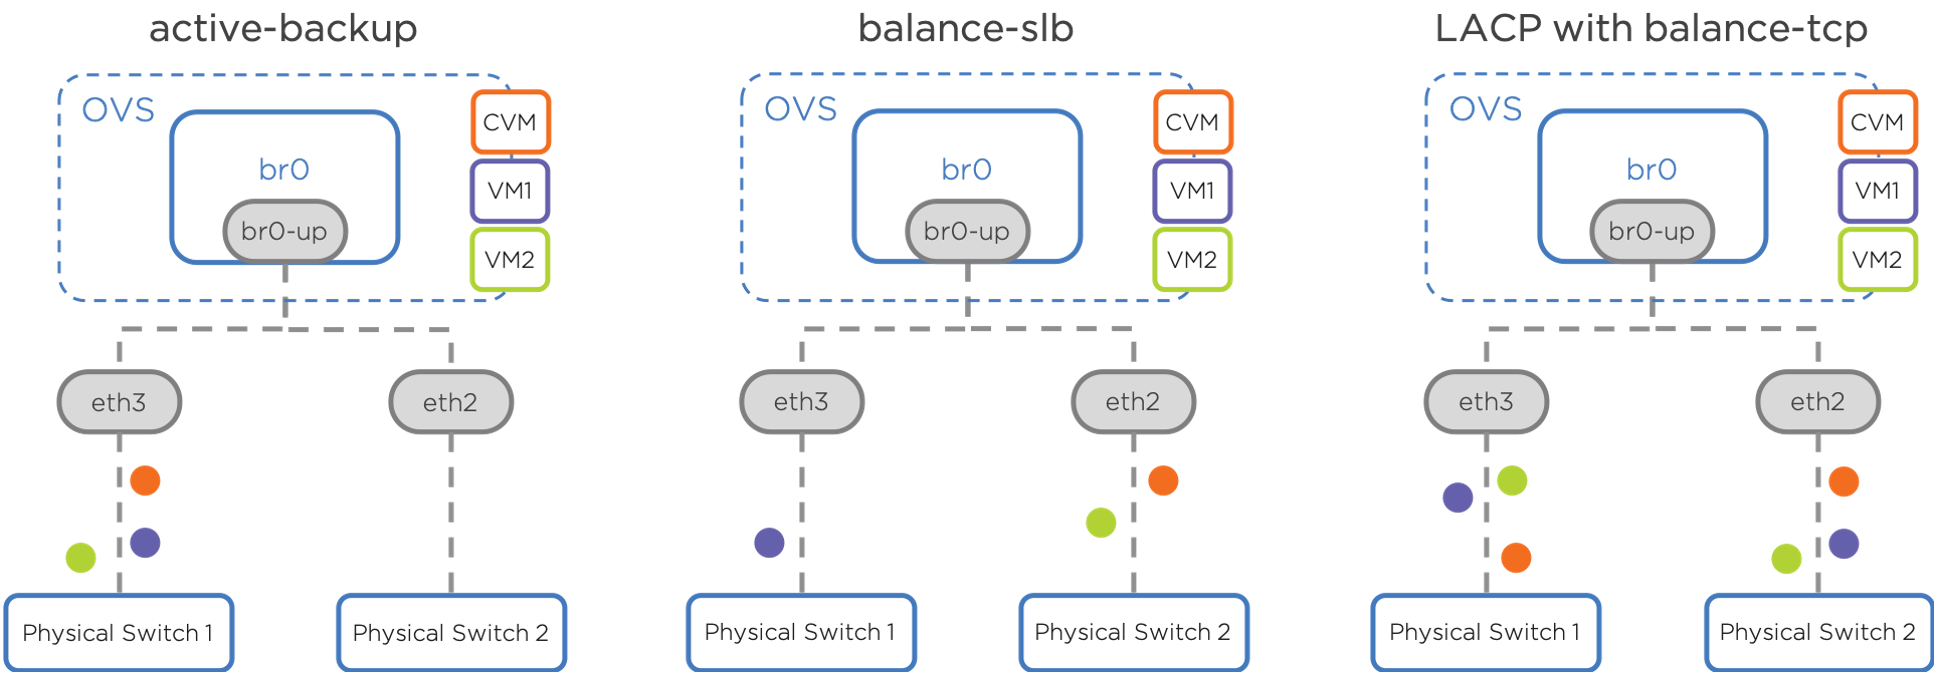 active-backup
OVS
CVM
br0
VM1
br0-up
VM2
eth3
eth2
Physical Switch 1
Physical Switch 2
balance-slb
OVS
CVM
br0
VM1
br0-up
VM2
eth3
eth2
Physical Switch 1
Physical Switch 2
LACP with balance-tcp
OVS
CVM
br0
VM1
br0-up
VM2
eth3
eth2
Physical Switch 1
Physical Switch 2